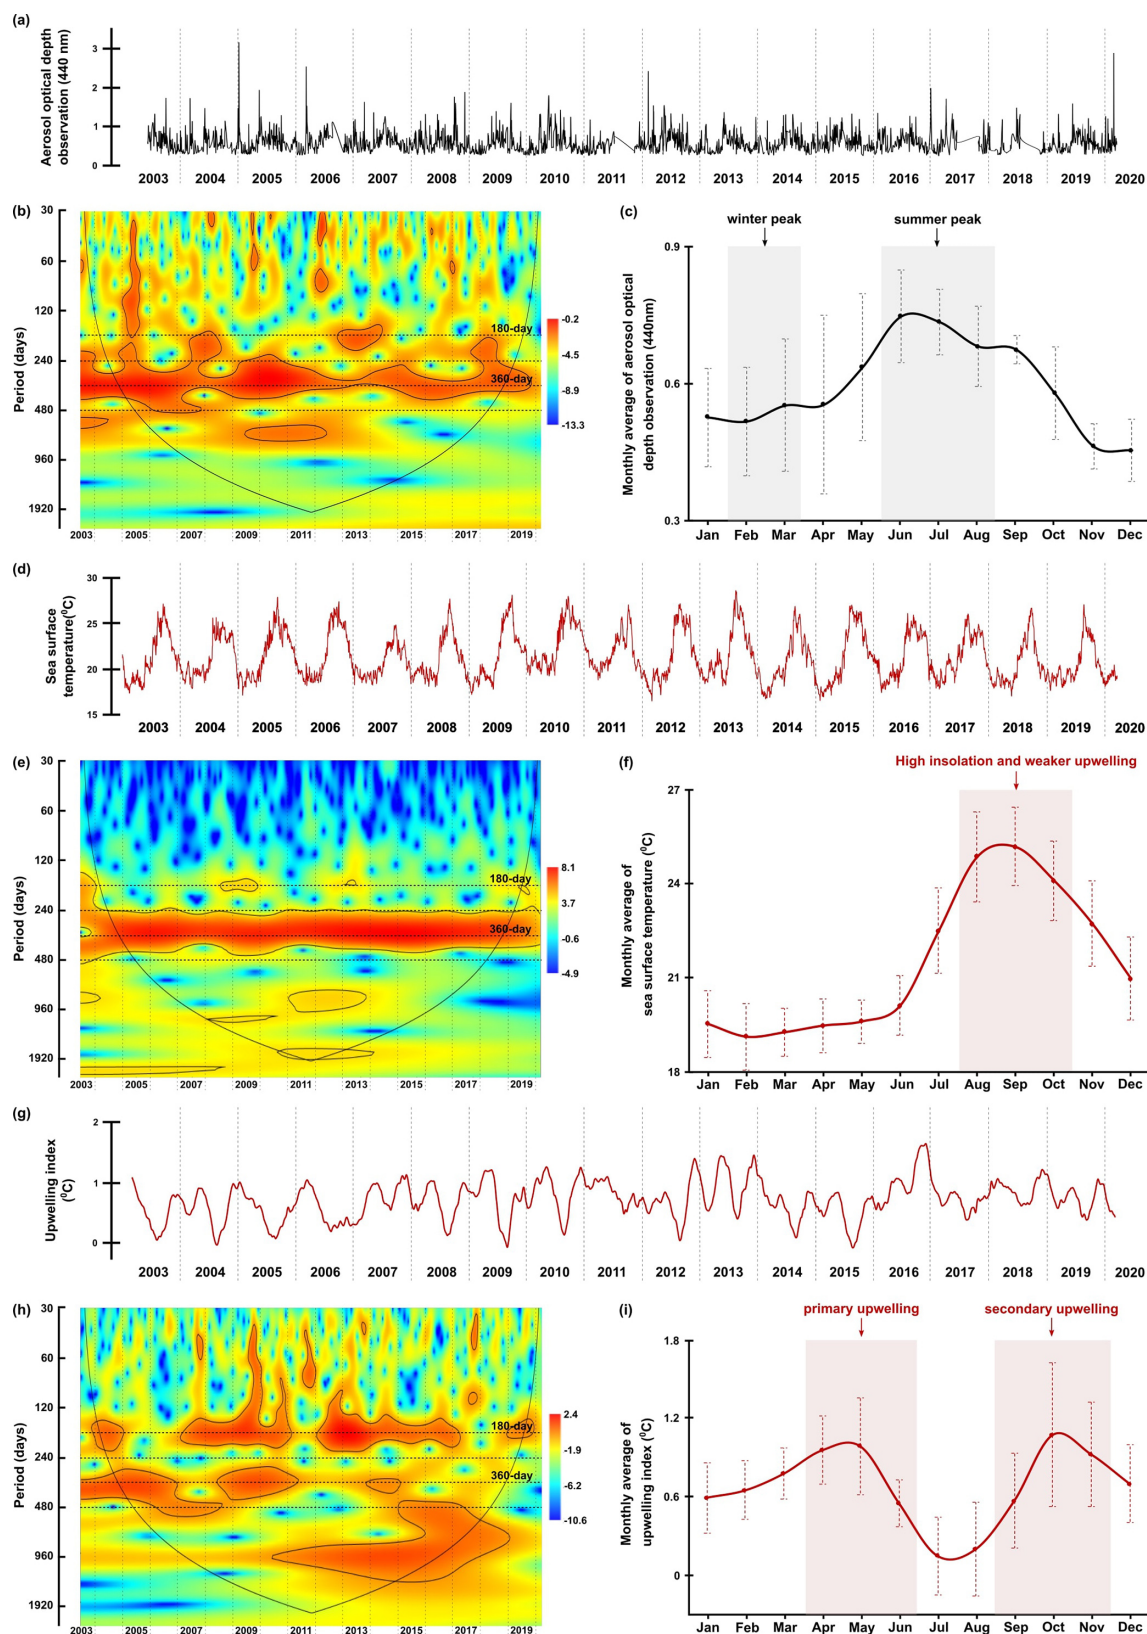 (a)
Aerosol optical depth
observation (440 nm)
3
2
1
0
2003 2004 2005 2006 2007 2008 2009 2010 2011 2012 2013 2014 2015 2016 2017 2018 2019 2020
(b)
Period (days)
30
60
120
240
480
960
1920
180-day
360-day
-0.2
-4.5
-8.9
-13.3
2003 2005 2007 2009 2011 2013 2015 2017 2019
(c)
winter peak summer peak
Monthly average of aerosol optical
depth observation (440nm)
0.9
0.6
0.3
Jan Feb Mar Apr May Jun Jul Aug Sep Oct Nov Dec
(d)
Sea surface
temperature(⁰C)
30
25
20
15
2003 2004 2005 2006 2007 2008 2009 2010 2011 2012 2013 2014 2015 2016 2017 2018 2019 2020
(e)
Period (days)
30
60
120
240
480
960
1920
180-day
360-day
8.1
3.7
-0.6
-4.9
2003 2005 2007 2009 2011 2013 2015 2017 2019
(f)
High insolation and weaker upwelling
Monthly average of
sea surface temperature (⁰C)
27
24
21
18
Jan Feb Mar Apr May Jun Jul Aug Sep Oct Nov Dec
(g)
Upwelling index
(⁰C)
2
1
0
2003 2004 2005 2006 2007 2008 2009 2010 2011 2012 2013 2014 2015 2016 2017 2018 2019 2020
(h)
Period (days)
30
60
120
240
480
960
1920
180-day
360-day
2.4
-1.9
-6.2
-10.6
2003 2005 2007 2009 2011 2013 2015 2017 2019
(i)
primary upwelling secondary upwelling
Monthly average of
upwelling index (⁰C)
1.8
1.2
0.6
0
Jan Feb Mar Apr May Jun Jul Aug Sep Oct Nov Dec